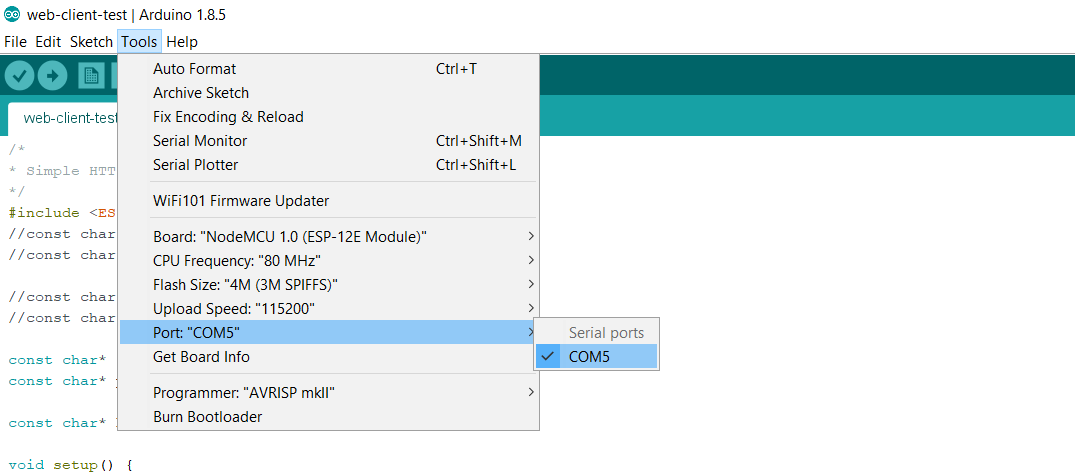 web-client-test | Arduino 1.8.5
File Edit Sketch Tools Help
Auto Format Ctrl+T
Archive Sketch
Fix Encoding & Reload
Serial Monitor Ctrl+Shift+M
Serial Plotter Ctrl+Shift+L
WiFi101 Firmware Updater
Board: "NodeMCU 1.0 (ESP-12E Module)"
CPU Frequency: "80 MHz"
Flash Size: "4M (3M SPIFFS)"
Upload Speed: "115200"
Port: "COM5"
Get Board Info
Programmer: "AVRISP mkII"
Burn Bootloader
Serial ports
COM5
web-client-test
/*
* Simple HTT
*/
#include <ES
//const char
//const char
//const char
//const char
const char*
const char*
const char*
void setup() {